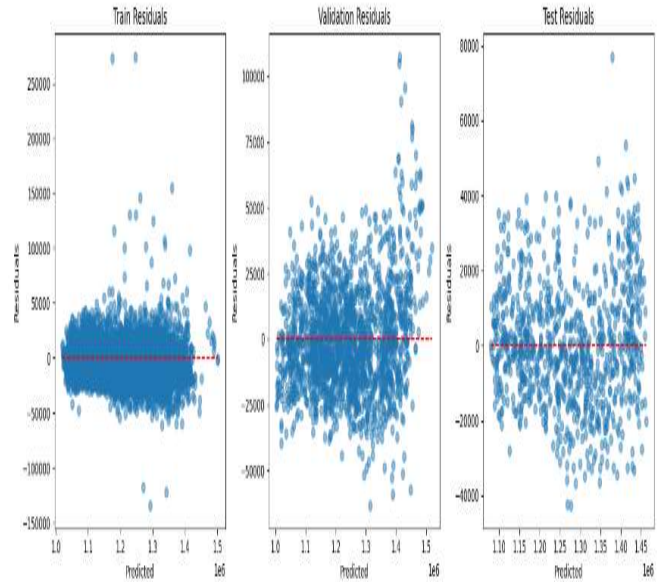 Train Residuals
Residuals
250000
200000
150000
100000
50000
0
−50000
−100000
−150000
1.0 1.1 1.2 1.3 1.4 1.5
1e6
Predicted
Validation Residuals
Residuals
100000
75000
50000
25000
0
−25000
−50000
1.0 1.1 1.2 1.3 1.4 1.5
1e6
Predicted
Test Residuals
Residuals
80000
60000
40000
20000
0
−20000
−40000
1.10 1.15 1.20 1.25 1.30 1.35 1.40 1.45
1e6
Predicted